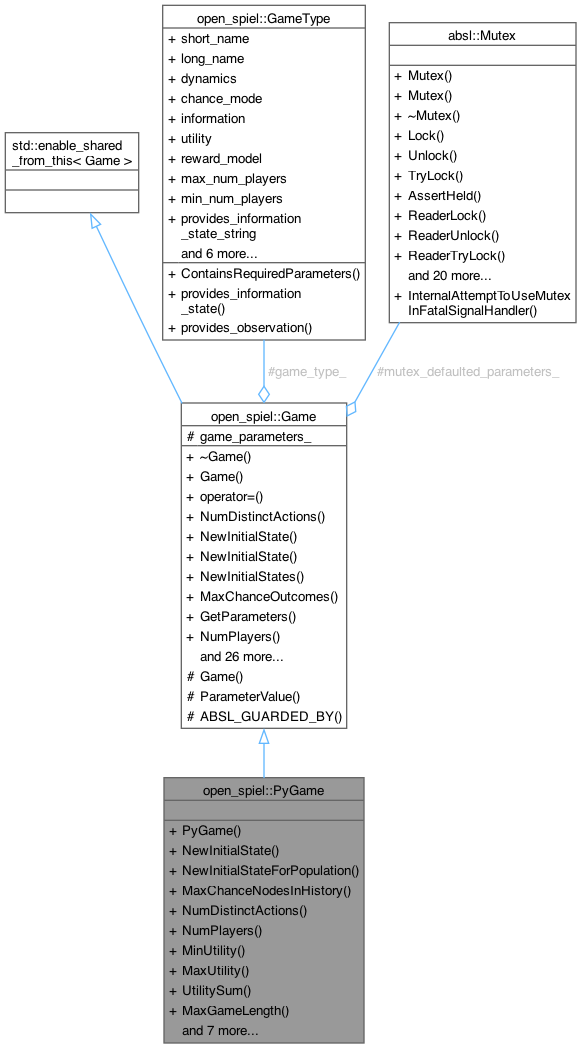 open_spiel::GameType
+ short_name
+ long_name
+ dynamics
+ chance_mode
+ information
+ utility
+ reward_model
+ max_num_players
+ min_num_players
+ provides_information
_state_string
and 6 more...
+ ContainsRequiredParameters()
+ provides_information
_state()
+ provides_observation()
absl::Mutex
+ Mutex()
+ Mutex()
+ ~Mutex()
+ Lock()
+ Unlock()
+ TryLock()
+ AssertHeld()
+ ReaderLock()
+ ReaderUnlock()
+ ReaderTryLock()
and 20 more...
+ InternalAttemptToUseMutex
InFatalSignalHandler()
std::enable_shared
_from_this< Game >
#game_type_
#mutex_defaulted_parameters_
open_spiel::Game
# game_parameters_
+ ~Game()
+ Game()
+ operator=()
+ NumDistinctActions()
+ NewInitialState()
+ NewInitialState()
+ NewInitialStates()
+ MaxChanceOutcomes()
+ GetParameters()
+ NumPlayers()
and 26 more...
# Game()
# ParameterValue()
# ABSL_GUARDED_BY()
open_spiel::PyGame
+ PyGame()
+ NewInitialState()
+ NewInitialStateForPopulation()
+ MaxChanceNodesInHistory()
+ NumDistinctActions()
+ NumPlayers()
+ MinUtility()
+ MaxUtility()
+ UtilitySum()
+ MaxGameLength()
and 7 more...